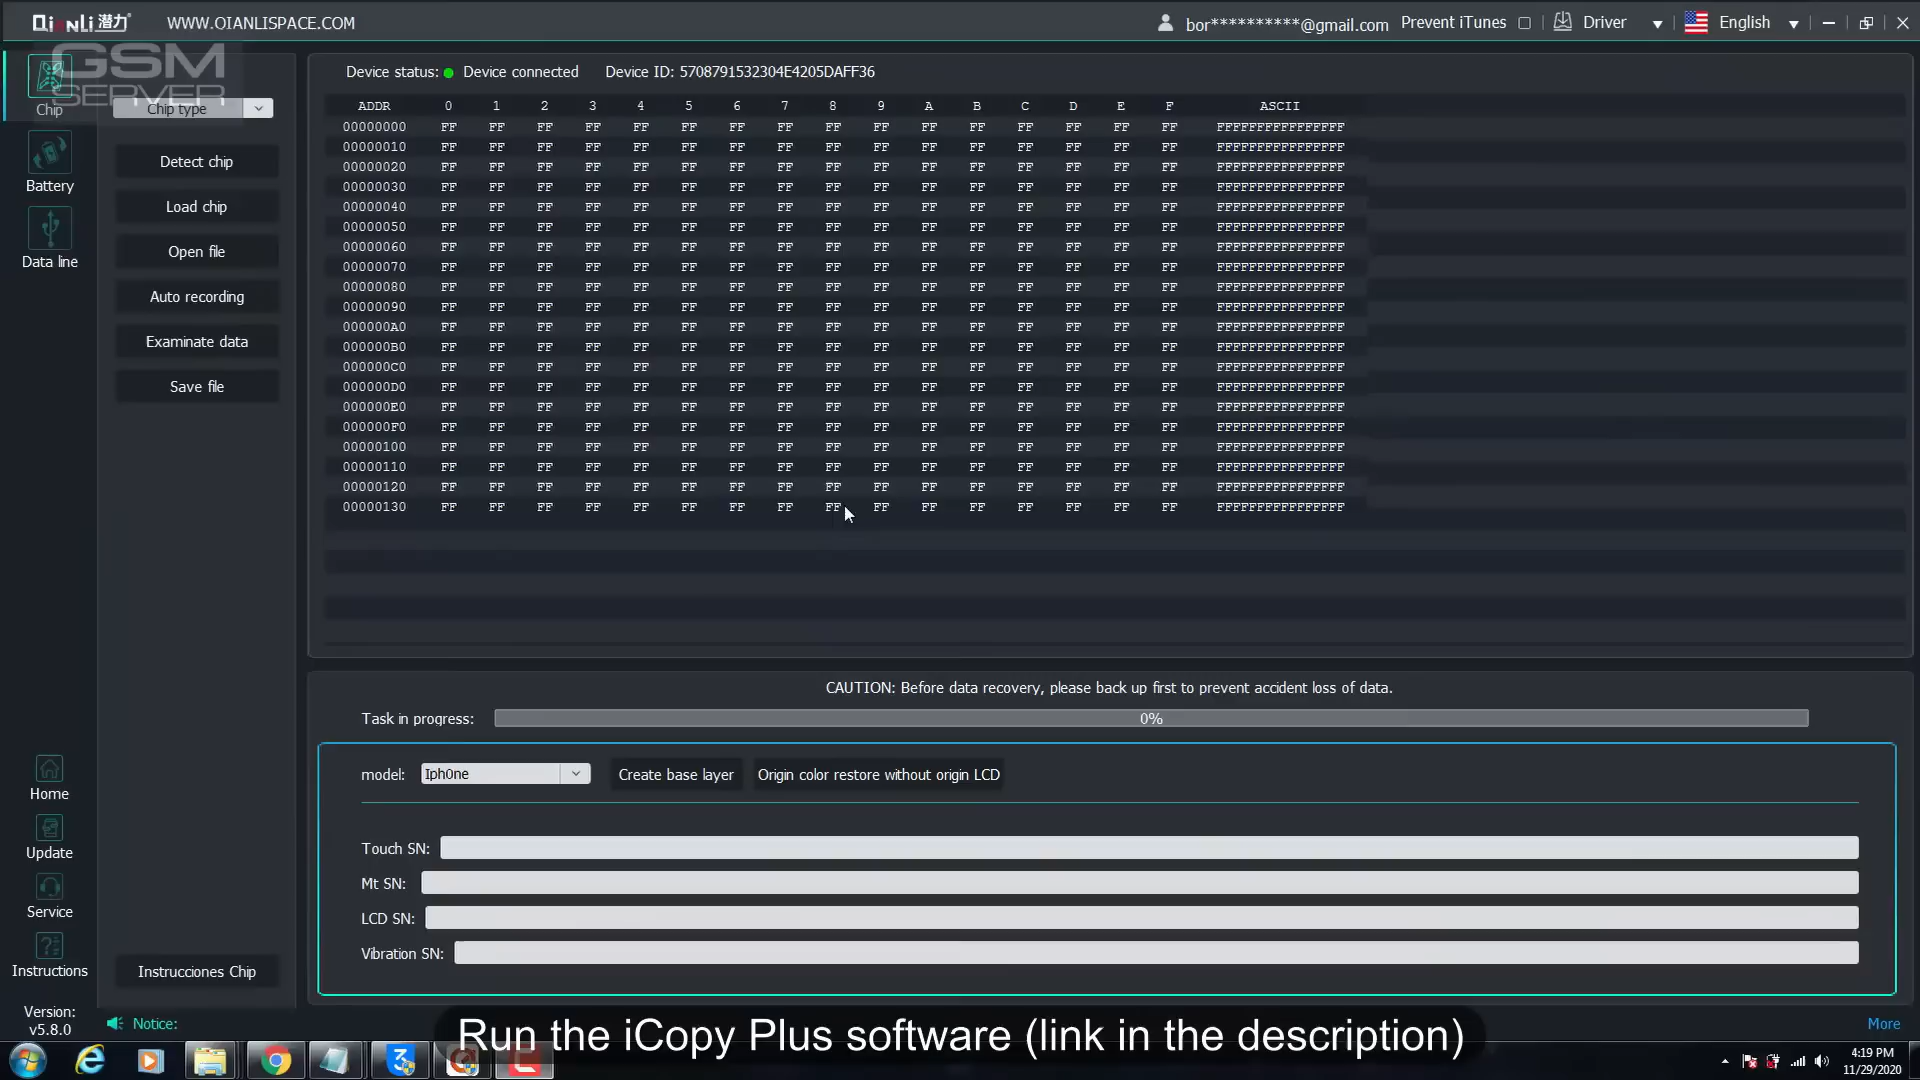 Qianli潜力 WWW.QIANLISPACE.COM bor**********@gmail.com Prevent iTunes Driver English
GSM
SERVER
Chip
Battery
Data line
Home
Update
Service
Instructions
Version:
v5.8.0
Chip type
Detect chip
Load chip
Open file
Auto recording
Examinate data
Save file
Instrucciones Chip
Notice:
Device status: Device connected Device ID: 5708791532304E4205DAFF36
ADDR 0 1 2 3 4 5 6 7 8 9 A B C D E F ASCII
00000000 FF FF FF FF FF FF FF FF FF FF FF FF FF FF FF FF FFFFFFFFFFFFFFFF
00000010 FF FF FF FF FF FF FF FF FF FF FF FF FF FF FF FF FFFFFFFFFFFFFFFF
00000020 FF FF FF FF FF FF FF FF FF FF FF FF FF FF FF FF FFFFFFFFFFFFFFFF
00000030 FF FF FF FF FF FF FF FF FF FF FF FF FF FF FF FF FFFFFFFFFFFFFFFF
00000040 FF FF FF FF FF FF FF FF FF FF FF FF FF FF FF FF FFFFFFFFFFFFFFFF
00000050 FF FF FF FF FF FF FF FF FF FF FF FF FF FF FF FF FFFFFFFFFFFFFFFF
00000060 FF FF FF FF FF FF FF FF FF FF FF FF FF FF FF FF FFFFFFFFFFFFFFFF
00000070 FF FF FF FF FF FF FF FF FF FF FF FF FF FF FF FF FFFFFFFFFFFFFFFF
00000080 FF FF FF FF FF FF FF FF FF FF FF FF FF FF FF FF FFFFFFFFFFFFFFFF
00000090 FF FF FF FF FF FF FF FF FF FF FF FF FF FF FF FF FFFFFFFFFFFFFFFF
000000A0 FF FF FF FF FF FF FF FF FF FF FF FF FF FF FF FF FFFFFFFFFFFFFFFF
000000B0 FF FF FF FF FF FF FF FF FF FF FF FF FF FF FF FF FFFFFFFFFFFFFFFF
000000C0 FF FF FF FF FF FF FF FF FF FF FF FF FF FF FF FF FFFFFFFFFFFFFFFF
000000D0 FF FF FF FF FF FF FF FF FF FF FF FF FF FF FF FF FFFFFFFFFFFFFFFF
000000E0 FF FF FF FF FF FF FF FF FF FF FF FF FF FF FF FF FFFFFFFFFFFFFFFF
000000F0 FF FF FF FF FF FF FF FF FF FF FF FF FF FF FF FF FFFFFFFFFFFFFFFF
00000100 FF FF FF FF FF FF FF FF FF FF FF FF FF FF FF FF FFFFFFFFFFFFFFFF
00000110 FF FF FF FF FF FF FF FF FF FF FF FF FF FF FF FF FFFFFFFFFFFFFFFF
00000120 FF FF FF FF FF FF FF FF FF FF FF FF FF FF FF FF FFFFFFFFFFFFFFFF
00000130 FF FF FF FF FF FF FF FF FF FF FF FF FF FF FF FF FFFFFFFFFFFFFFFF
CAUTION: Before data recovery, please back up first to prevent accident loss of data.
Task in progress: 0%
model: Iph0ne Create base layer Origin color restore without origin LCD
Touch SN:
Mt SN:
LCD SN:
Vibration SN:
More
Run the iCopy Plus software (link in the description)
4:19 PM
11/29/2020